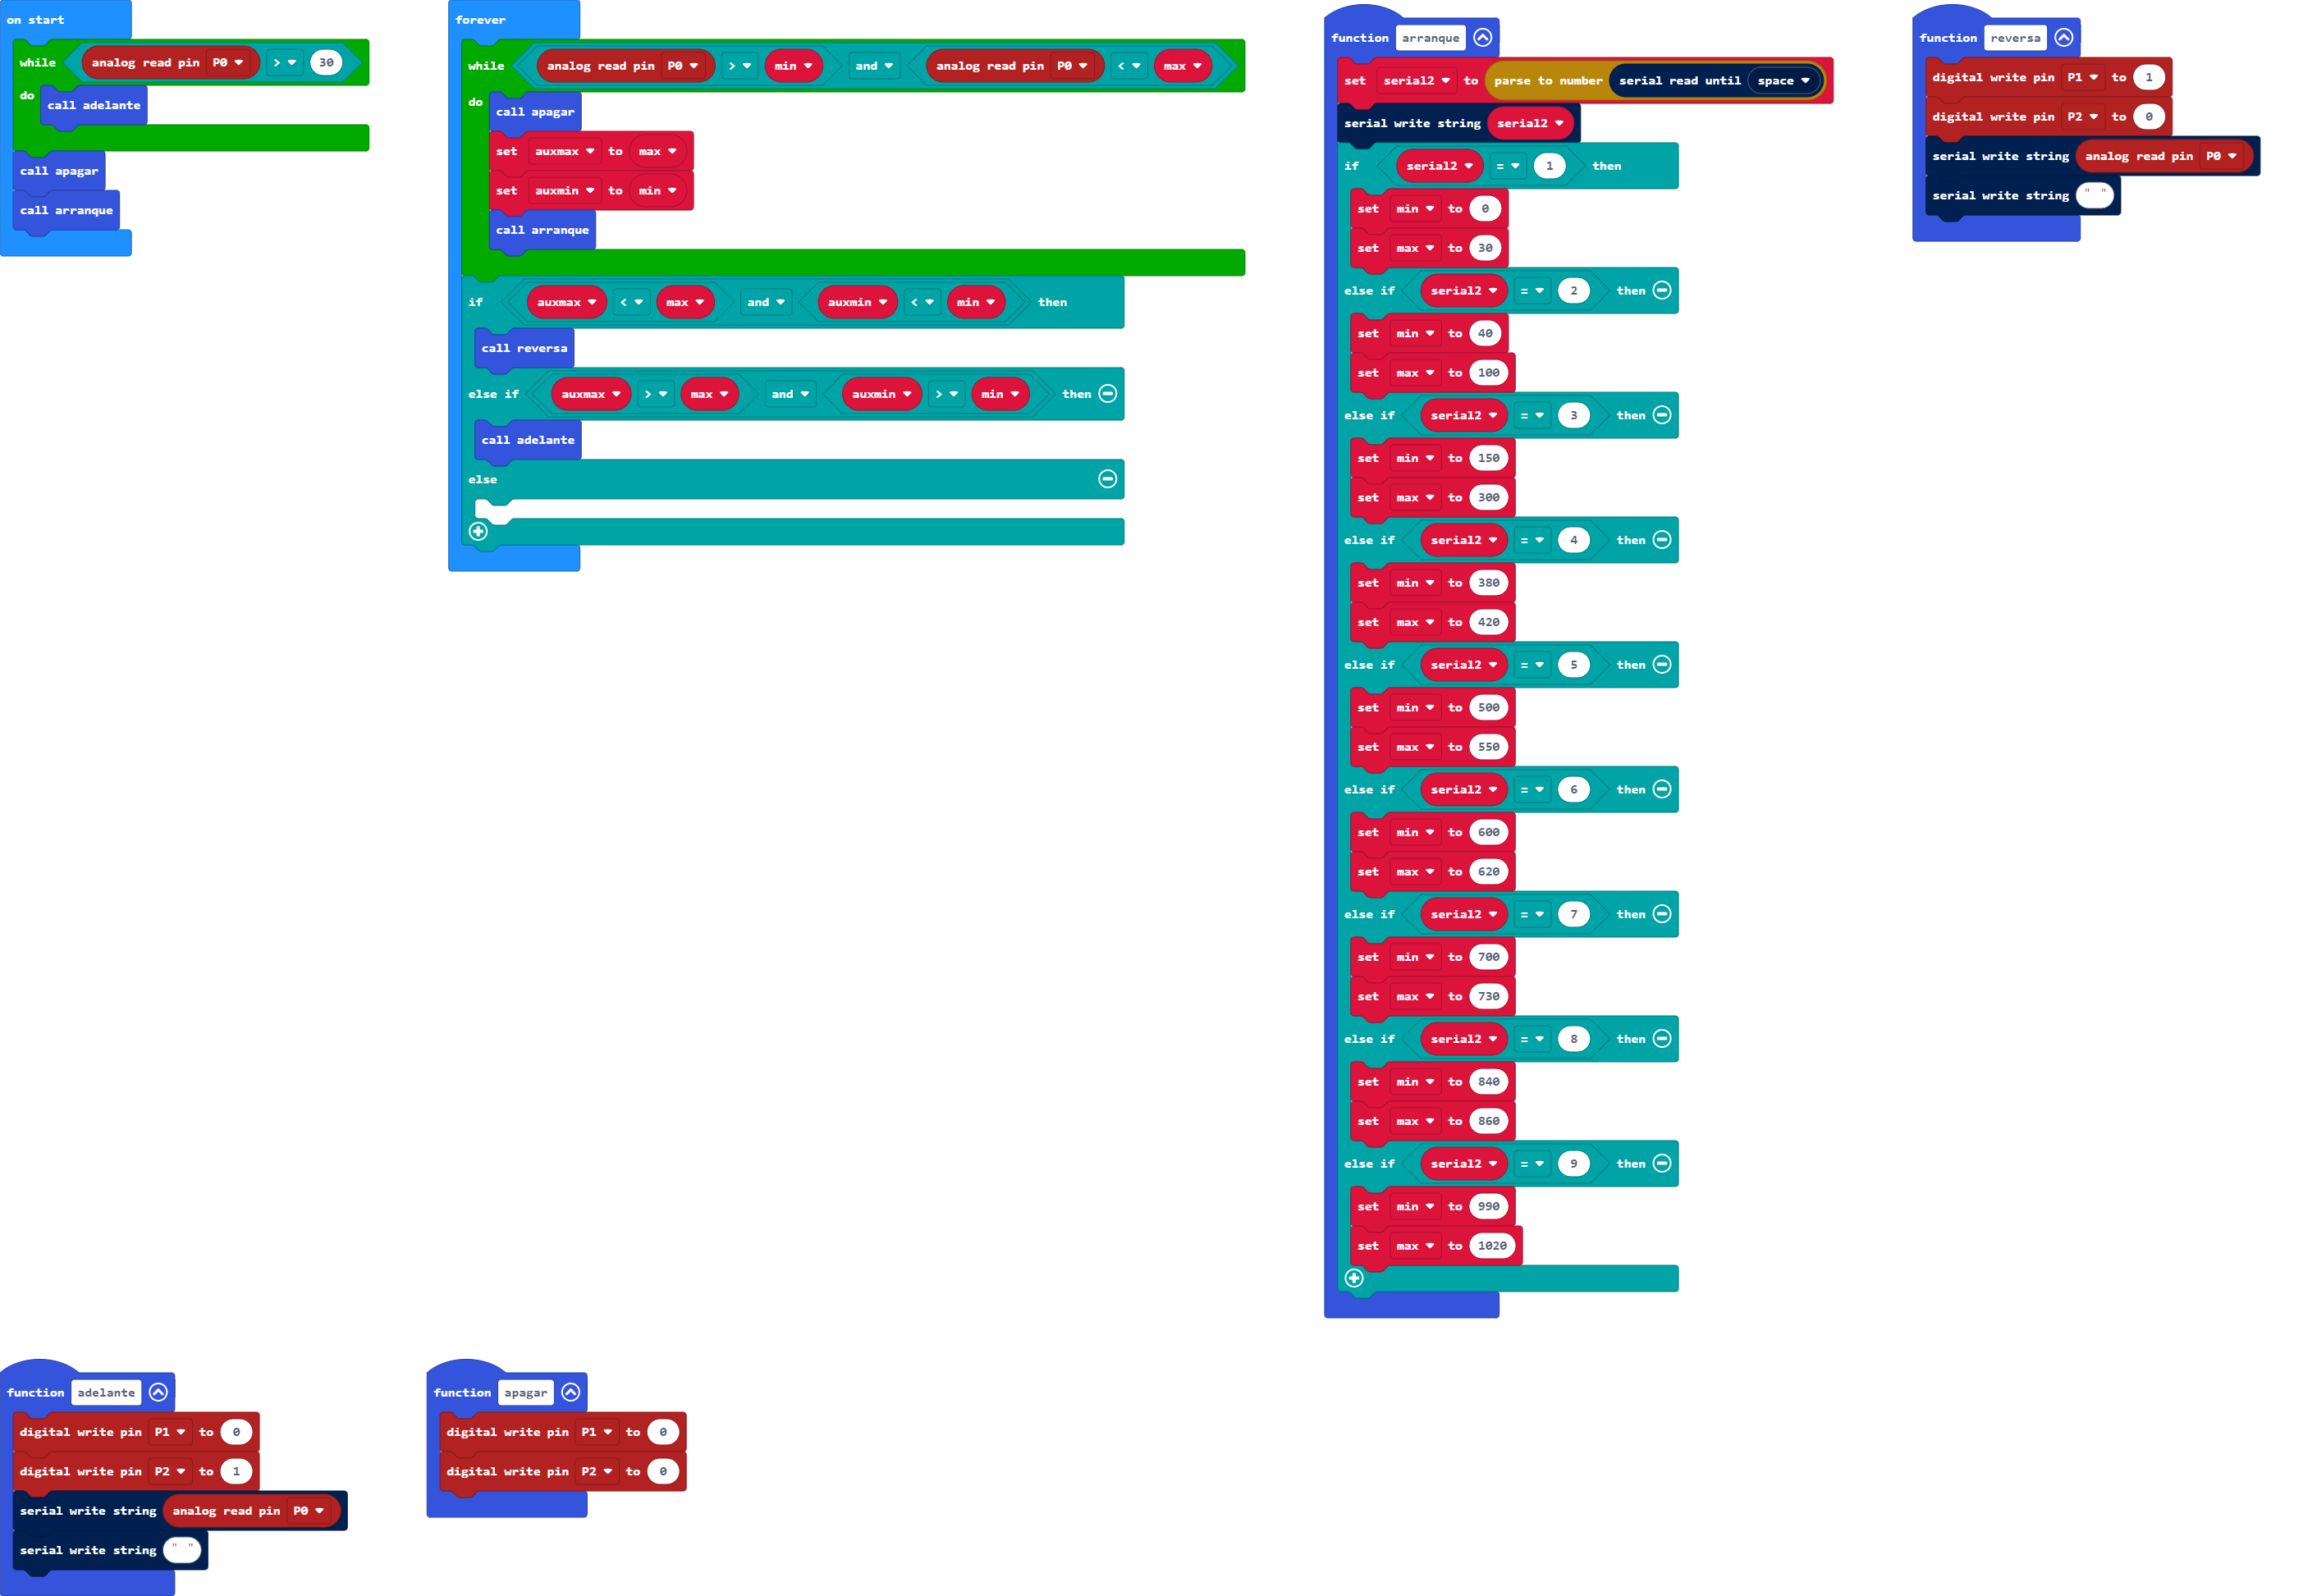 on start
while analog read pin P0 > 30
do call adelante
call apagar
call arranque
forever
while analog read pin P0 > min and analog read pin P0 < max
do call apagar
set auxmax to max
set auxmin to min
call arranque
if auxmax < max and auxmin < min then
call reversa
else if auxmax > max and auxmin > min then
call adelante
else
function arranque
set serial2 to parse to number serial read until space
serial write string serial2
if serial2 = 1 then
set min to 0
set max to 30
else if serial2 = 2 then
set min to 40
set max to 100
else if serial2 = 3 then
set min to 150
set max to 300
else if serial2 = 4 then
set min to 380
set max to 420
else if serial2 = 5 then
set min to 500
set max to 550
else if serial2 = 6 then
set min to 600
set max to 620
else if serial2 = 7 then
set min to 700
set max to 730
else if serial2 = 8 then
set min to 840
set max to 860
else if serial2 = 9 then
set min to 990
set max to 1020
function reversa
digital write pin P1 to 1
digital write pin P2 to 0
serial write string analog read pin P0
serial write string " "
function adelante
digital write pin P1 to 0
digital write pin P2 to 1
serial write string analog read pin P0
serial write string " "
function apagar
digital write pin P1 to 0
digital write pin P2 to 0